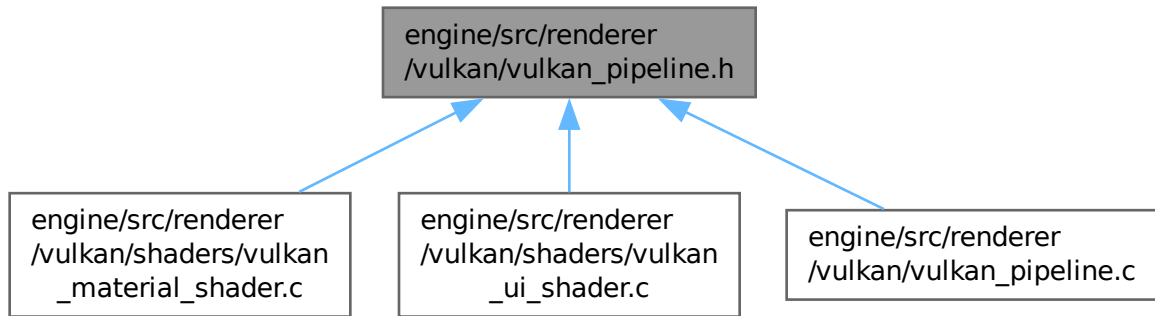 engine/src/renderer
/vulkan/vulkan_pipeline.h
engine/src/renderer
/vulkan/shaders/vulkan
_material_shader.c
engine/src/renderer
/vulkan/shaders/vulkan
_ui_shader.c
engine/src/renderer
/vulkan/vulkan_pipeline.c